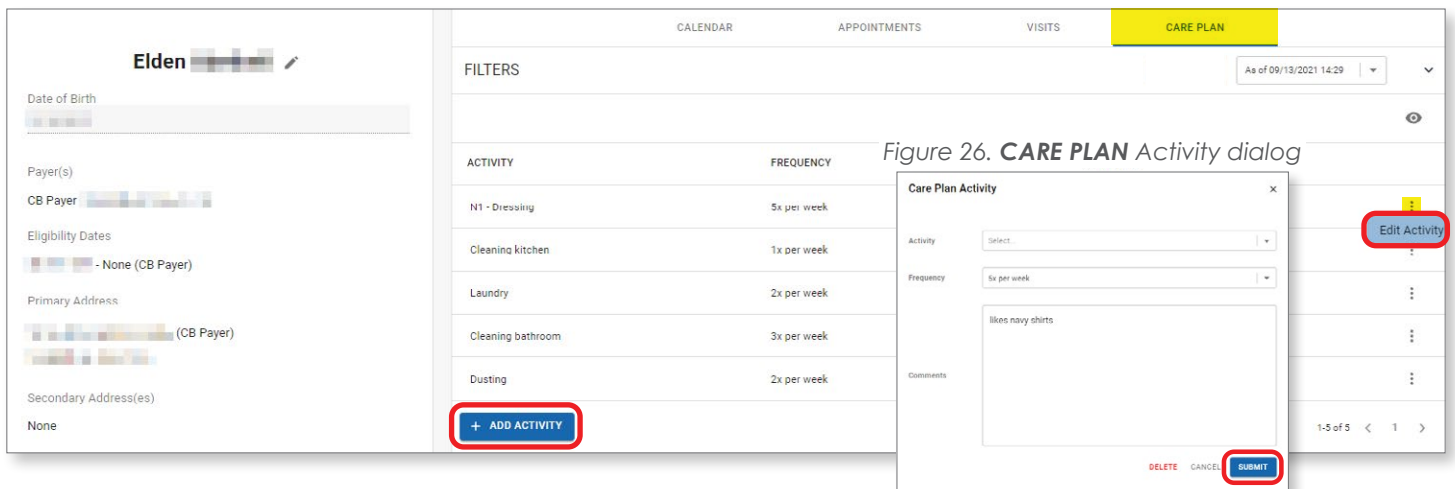 Elden
Date of Birth
Payer(s)
CB Payer
Eligibility Dates
- None (CB Payer)
Primary Address
(CB Payer)
Secondary Address(es)
None
CALENDAR APPOINTMENTS VISITS CARE PLAN
FILTERS As of 09/13/2021 14:29
ACTIVITY FREQUENCY
N1 - Dressing 5x per week
Edit Activity
Cleaning kitchen 1x per week
Laundry 2x per week
Cleaning bathroom 3x per week
Dusting 2x per week
+ ADD ACTIVITY
1-5 of 5 < 1 >
Figure 26. CARE PLAN Activity dialog
Care Plan Activity ×
Activity Select...
Frequency 5x per week
likes navy shirts
Comments
DELETE CANCEL SUBMIT